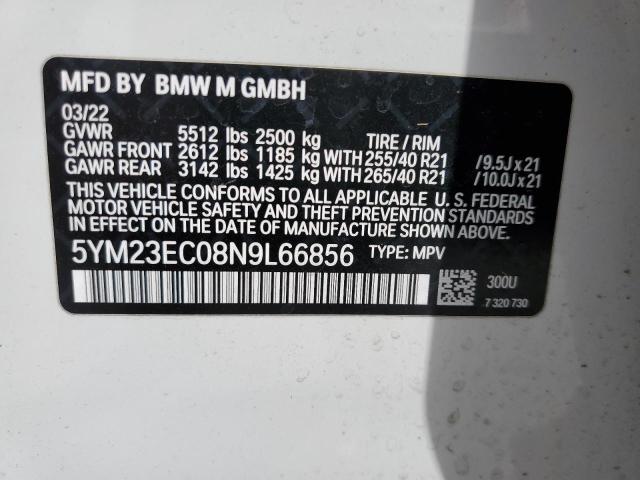 MFD BY BMW M GMBH
03/22
GVWR 5512 lbs 2500 kg TIRE / RIM
GAWR FRONT 2612 lbs 1185 kg WITH 255/40 R21 /9.5J x 21
GAWR REAR 3142 lbs 1425 kg WITH 265/40 R21 /10.0J x 21
THIS VEHICLE CONFORMS TO ALL APPLICABLE U. S. FEDERAL
MOTOR VEHICLE SAFETY AND THEFT PREVENTION STANDARDS
IN EFFECT ON THE DATE OF MANUFACTURE SHOWN ABOVE.
5YM23EC08N9L66856 TYPE: MPV
300U
7 320 730